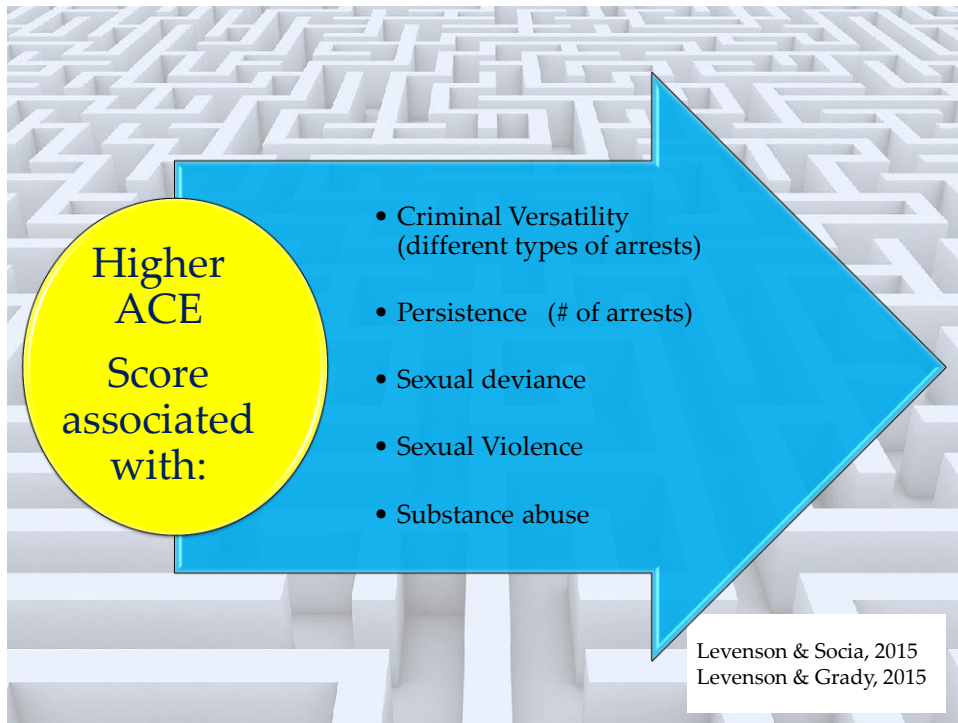 Higher
ACE
Score
associated
with:
• Criminal Versatility
(different types of arrests)
• Persistence (# of arrests)
• Sexual deviance
• Sexual Violence
• Substance abuse
Levenson & Socia, 2015
Levenson & Grady, 2015